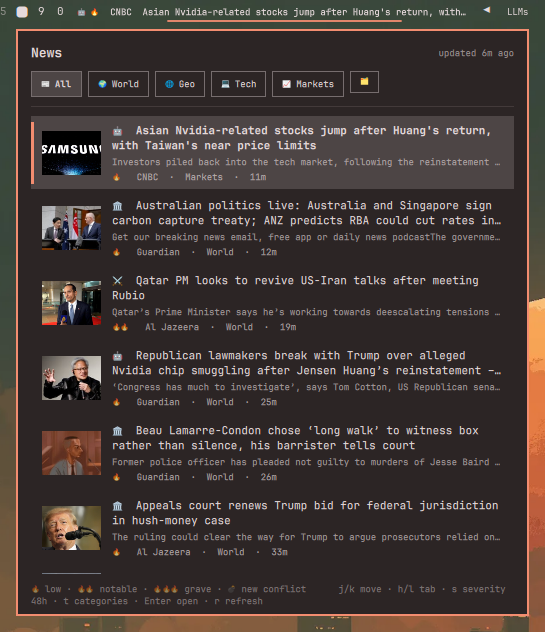 5 9 0 CNBC Asian Nvidia-related stocks jump after Huang's return, with… LLMs
News updated 6m ago
All World Geo Tech Markets
SAMSUNG
Asian Nvidia-related stocks jump after Huang's return,
with Taiwan's near price limits
Investors piled back into the tech market, following the reinstatement …
CNBC · Markets · 11m
Australian politics live: Australia and Singapore sign
carbon capture treaty; ANZ predicts RBA could cut rates in…
Get our breaking news email, free app or daily news podcastThe governme…
Guardian · World · 12m
Qatar PM looks to revive US-Iran talks after meeting
Rubio
Qatar's Prime Minister says he's working towards deescalating tensions …
Al Jazeera · World · 19m
Republican lawmakers break with Trump over alleged
Nvidia chip smuggling after Jensen Huang’s reinstatement –…
‘Congress has much to investigate’, says Tom Cotton, US Republican sena…
Guardian · World · 25m
Beau Lamarre-Condon chose ‘long walk’ to witness box
rather than silence, his barrister tells court
Former police officer has pleaded not guilty to murders of Jesse Baird …
Guardian · World · 26m
Appeals court renews Trump bid for federal jurisdiction
in hush-money case
The ruling could clear the way for Trump to argue prosecutors relied on…
Al Jazeera · World · 33m
low · notable · grave · new conflict j/k move · h/l tab · s severity
48h · t categories · Enter open · r refresh